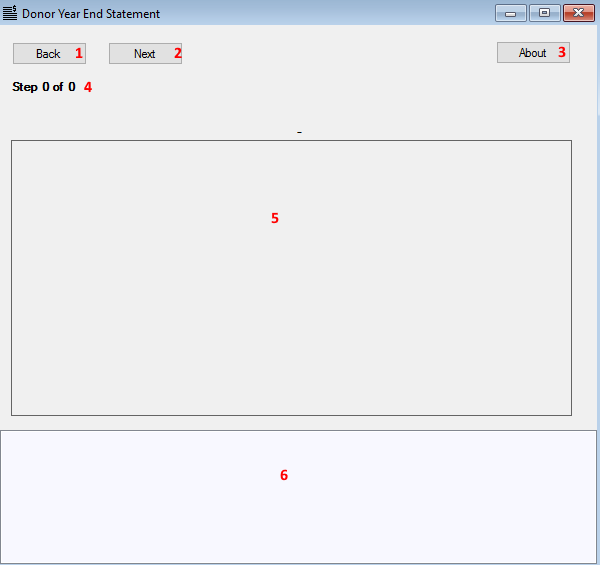 Donor Year End Statement
Back 1 Next 2 About 3
Step 0 of 0 4
-
5
6